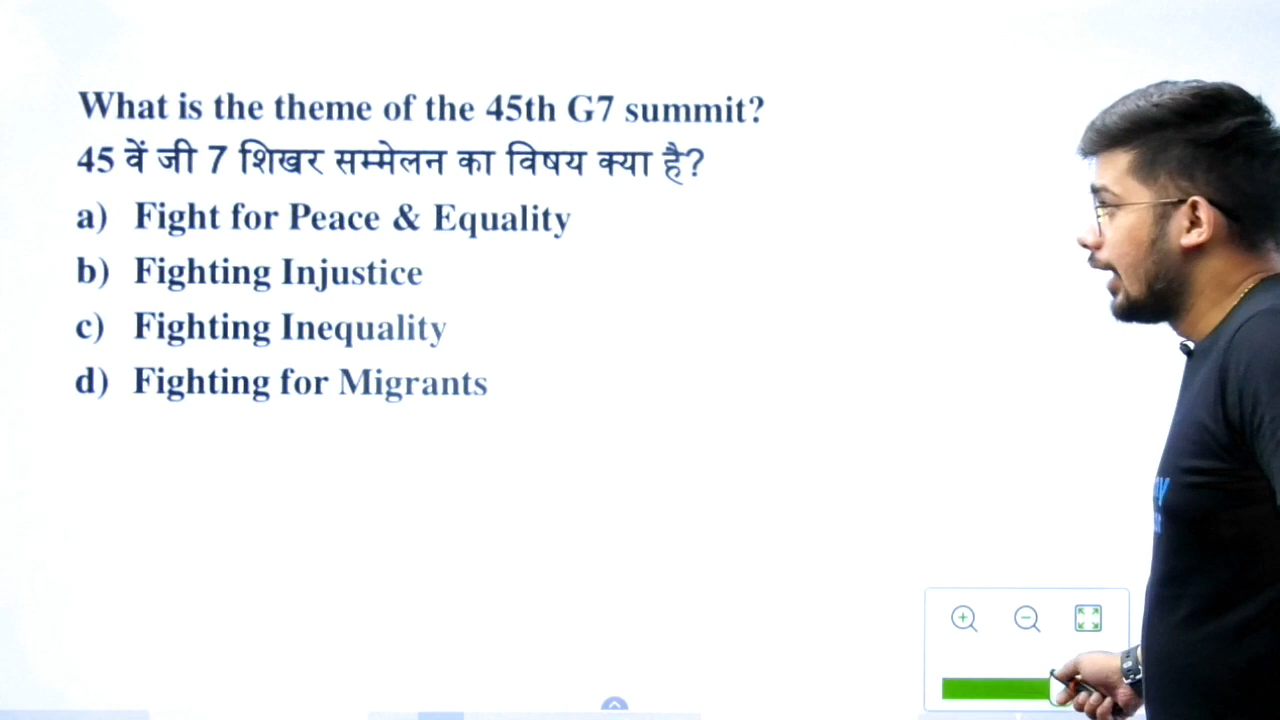 What is the theme of the 45th G7 summit?
45 वें जी 7 शिखर सम्मेलन का विषय क्या है?
a) Fight for Peace & Equality
b) Fighting Injustice
c) Fighting Inequality
d) Fighting for Migrants